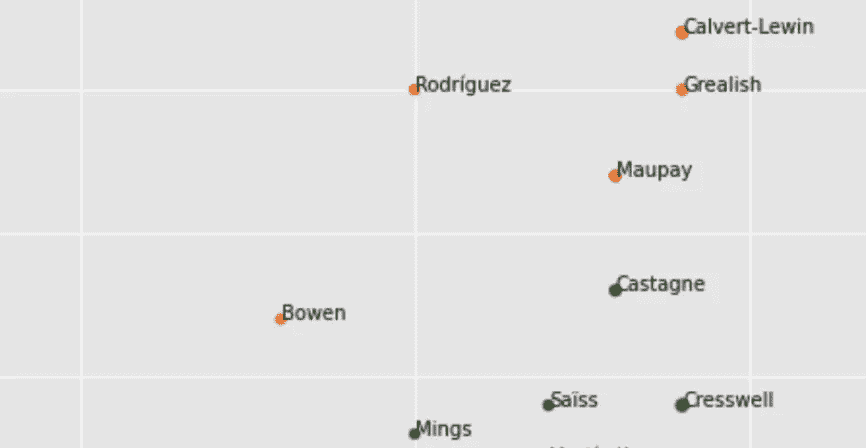 Calvert-Lewin
Rodríguez
Grealish
Maupay
Castagne
Bowen
Saïss
Cresswell
Mings